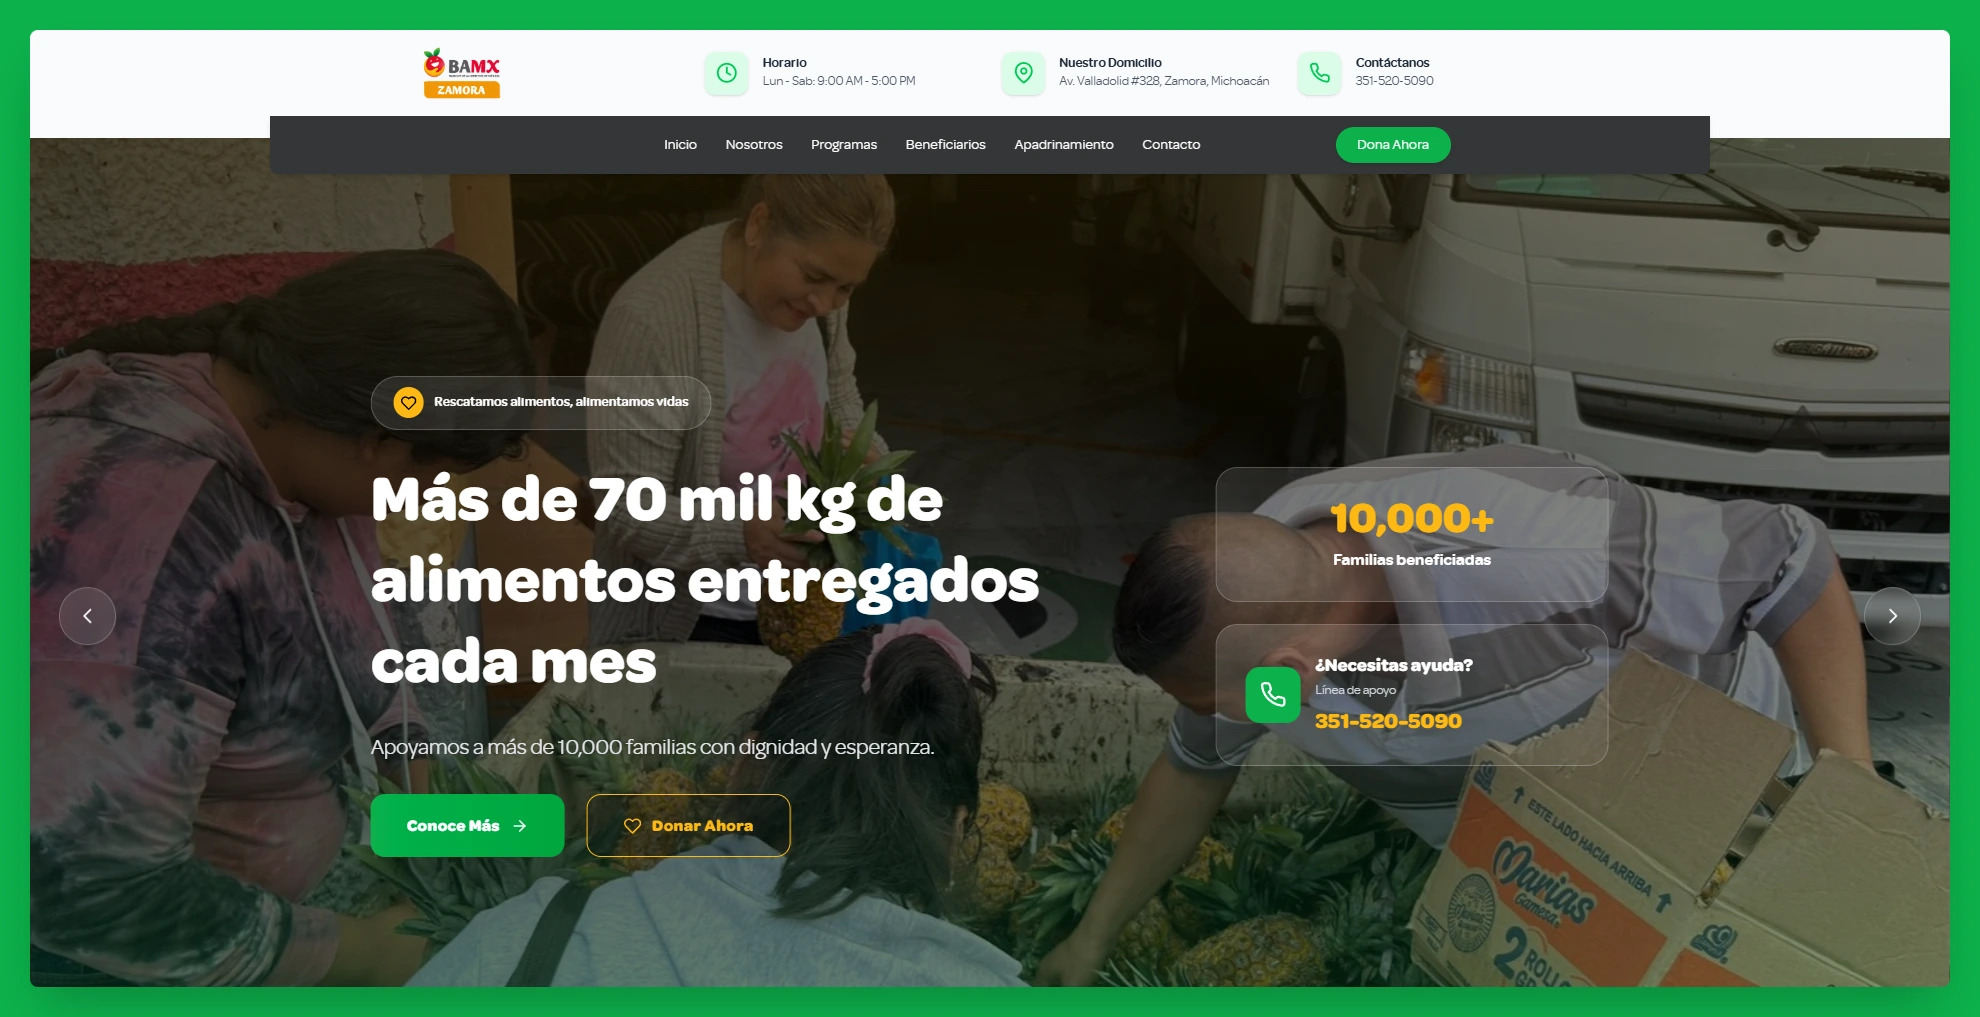 BAMX
ZAMORA
Horario
Lun - Sab: 9:00 AM - 5:00 PM
Nuestro Domicilio
Av. Valladolid #328, Zamora, Michoacán
Contáctanos
351-520-5090
Inicio
Nosotros
Programas
Beneficiarios
Apadrinamiento
Contacto
Dona Ahora
Rescatamos alimentos, alimentamos vidas
Más de 70 mil kg de
alimentos entregados
cada mes
Apoyamos a más de 10,000 familias con dignidad y esperanza.
Conoce Más
Donar Ahora
10,000+
Familias beneficiadas
¿Necesitas ayuda?
Línea de apoyo
351-520-5090
FREIGHTLINER
ESTE LADO HACIA ARRIBA
Marias
Gamesa
2 ROLL